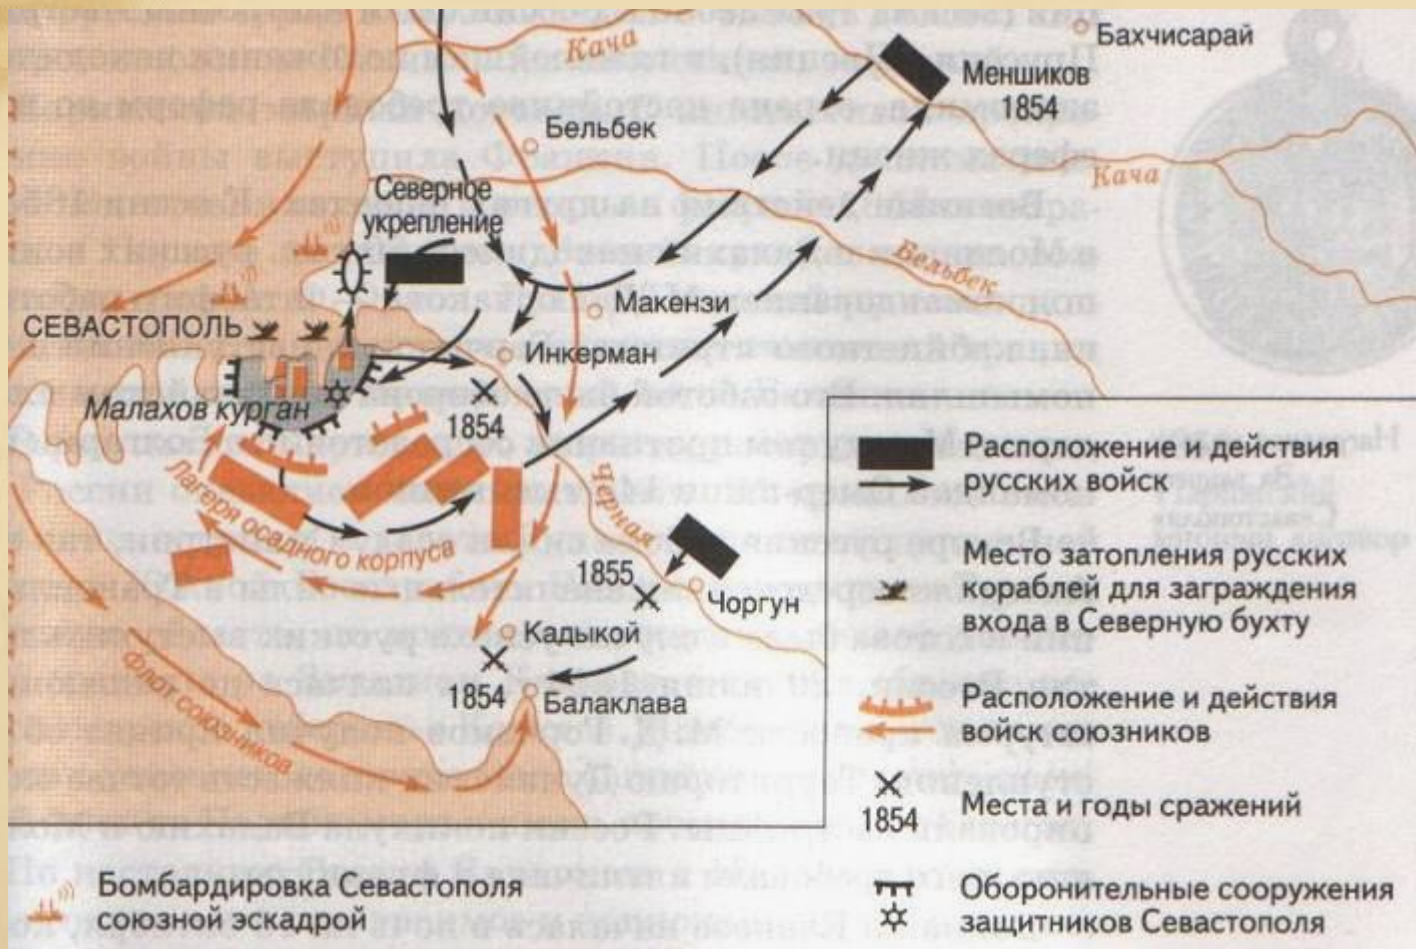 Кача
Бахчисарай
Меншиков
1854
Бельбек
Кача
Северное
укрепление
Бельбек
Макензи
СЕВАСТОПОЛЬ
Инкерман
Малахов курган
1854
Лагеря осадного корпуса
Чёрная
1855
Чоргун
Кадыкой
1854
Балаклава
Флот союзников
Расположение и действия
русских войск
Место затопления русских
кораблей для заграждения
входа в Северную бухту
Расположение и действия
войск союзников
1854
Места и годы сражений
Бомбардировка Севастополя
союзной эскадрой
Оборонительные сооружения
защитников Севастополя